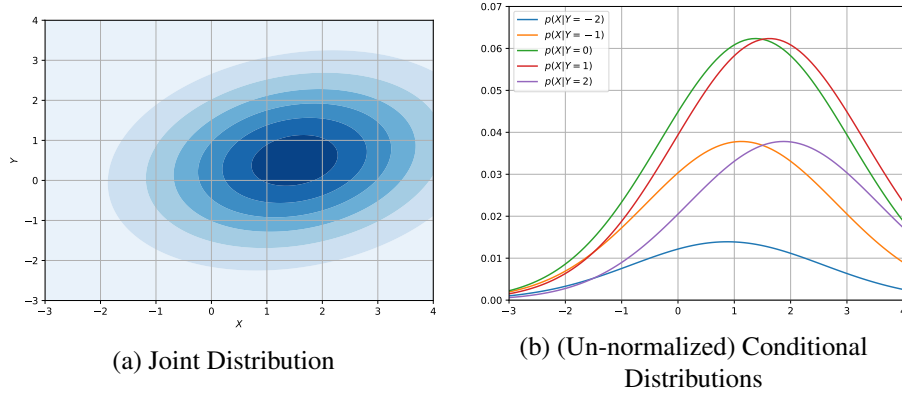 4
3
2
1
0
−1
−2
−3
Y
−3 −2 −1 0 1 2 3 4
X
(a) Joint Distribution
0.07
0.06
0.05
0.04
0.03
0.02
0.01
0.00
p(X|Y = −2)
p(X|Y = −1)
p(X|Y = 0)
p(X|Y = 1)
p(X|Y = 2)
−3 −2 −1 0 1 2 3 4
(b) (Un-normalized) Conditional
Distributions